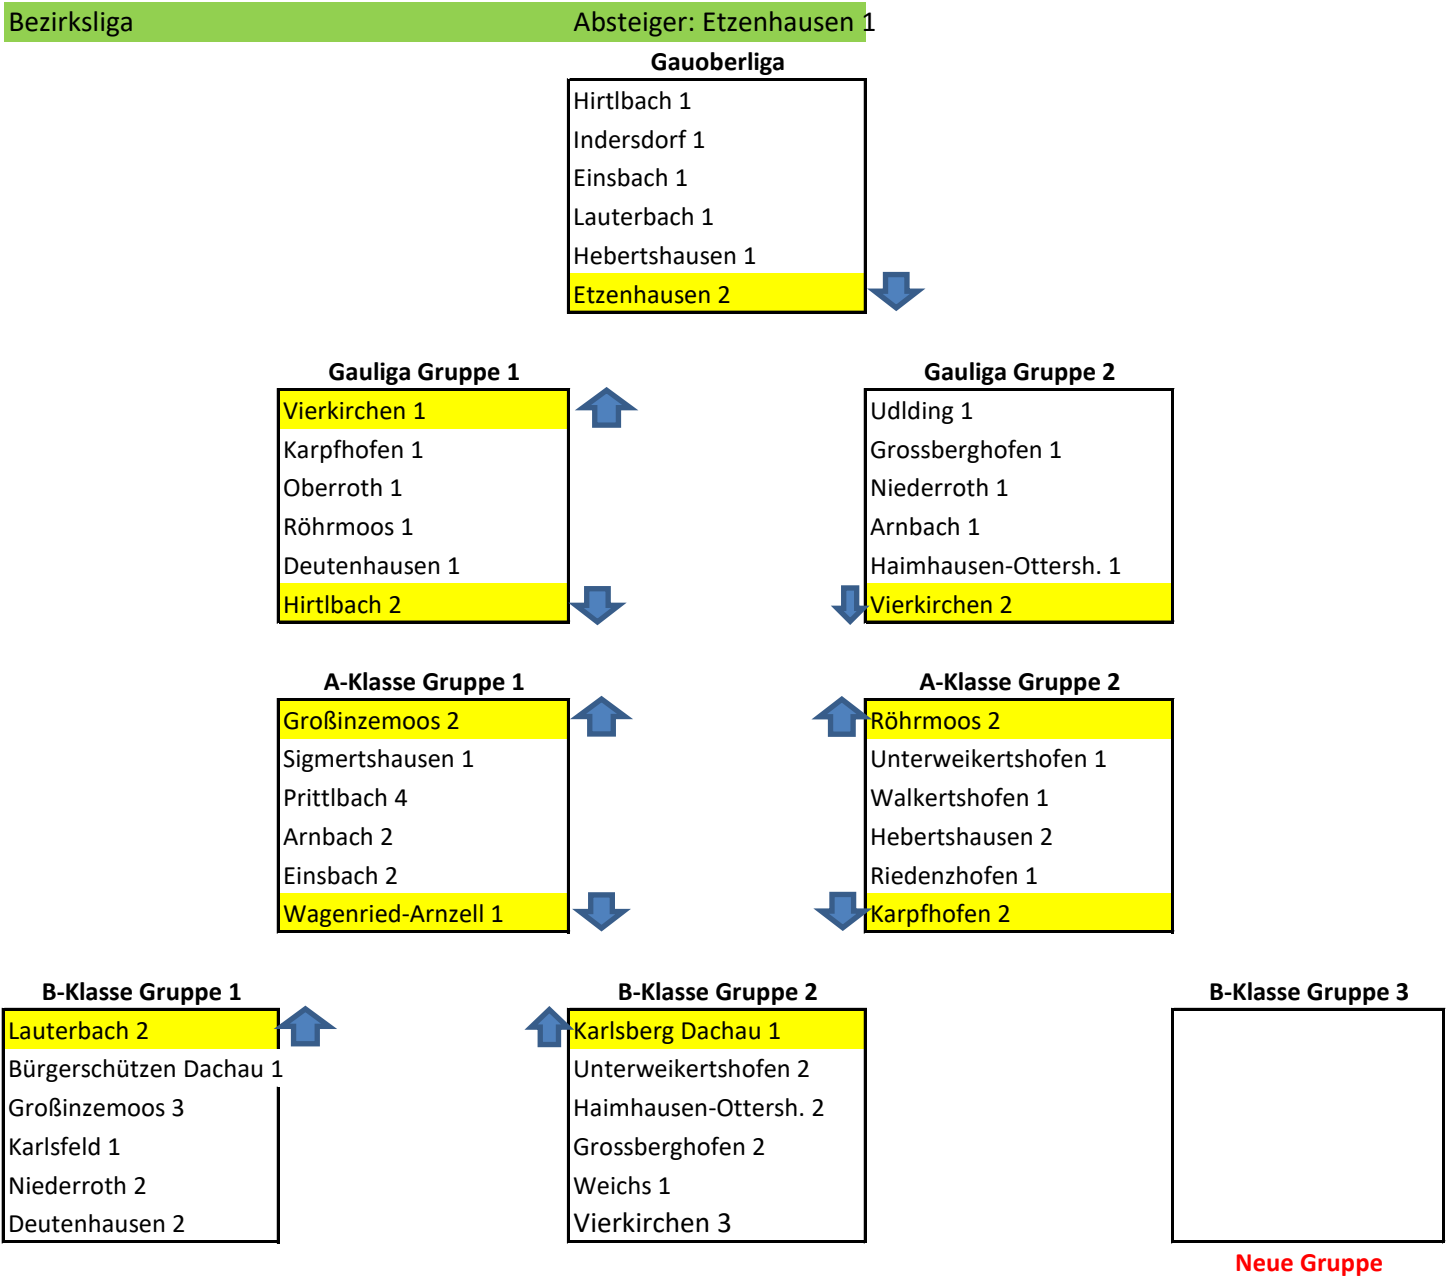 Bezirksliga Absteiger: Etzenhausen 1
Gauoberliga
Hirtlbach 1
Indersdorf 1
Einsbach 1
Lauterbach 1
Hebertshausen 1
Etzenhausen 2
Gauliga Gruppe 1
Vierkirchen 1
Karpfhofen 1
Oberroth 1
Röhrmoos 1
Deutenhausen 1
Hirtlbach 2
Gauliga Gruppe 2
Udlding 1
Grossberghofen 1
Niederroth 1
Arnbach 1
Haimhausen-Ottersh. 1
Vierkirchen 2
A-Klasse Gruppe 1
Großinzemoos 2
Sigmertshausen 1
Prittlbach 4
Arnbach 2
Einsbach 2
Wagenried-Arnzell 1
A-Klasse Gruppe 2
Röhrmoos 2
Unterweikertshofen 1
Walkertshofen 1
Hebertshausen 2
Riedenzhofen 1
Karpfhofen 2
B-Klasse Gruppe 1
Lauterbach 2
Bürgerschützen Dachau 1
Großinzemoos 3
Karlsfeld 1
Niederroth 2
Deutenhausen 2
B-Klasse Gruppe 2
Karlsberg Dachau 1
Unterweikertshofen 2
Haimhausen-Ottersh. 2
Grossberghofen 2
Weichs 1
Vierkirchen 3
B-Klasse Gruppe 3
Neue Gruppe